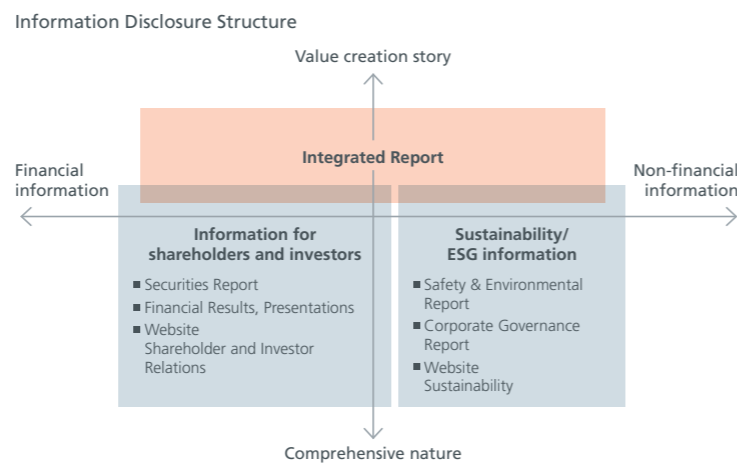 Information Disclosure Structure
Value creation story
Integrated Report
Financial
information
Non-financial
information
Information for
shareholders and investors
■ Securities Report
■ Financial Results, Presentations
■ Website
Shareholder and Investor
Relations
Sustainability/
ESG information
■ Safety & Environmental
Report
■ Corporate Governance
Report
■ Website
Sustainability
Comprehensive nature